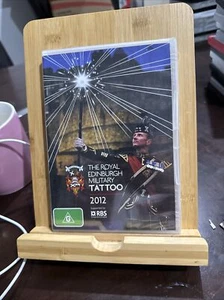 THE ROYAL
EDINBURGH
MILITARY
TATTOO
2012
RBS
G